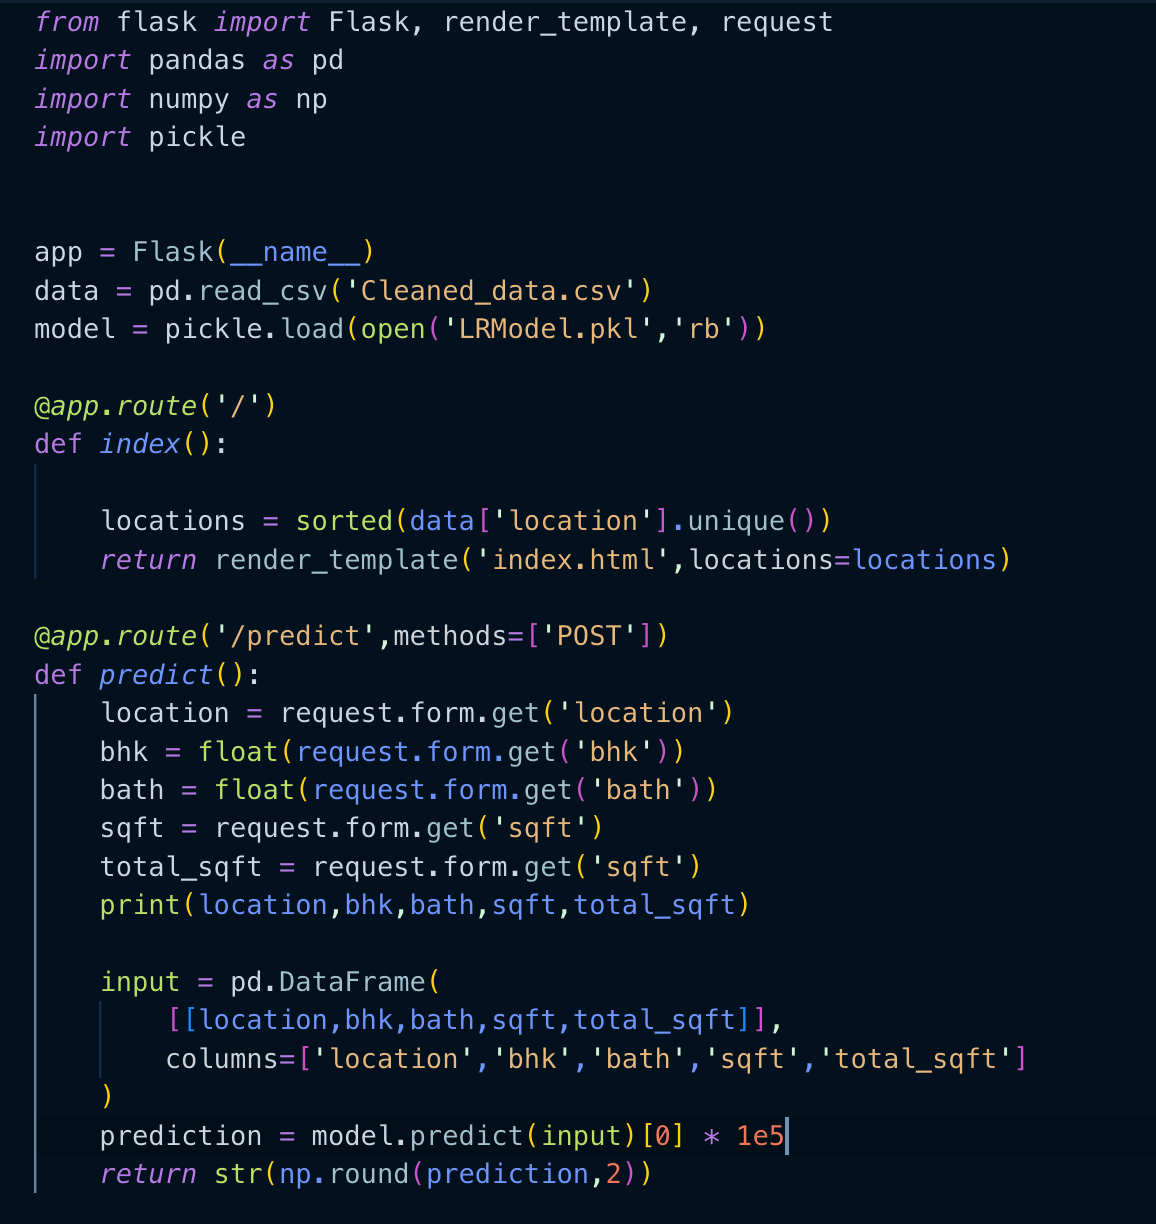 from flask import Flask, render_template, request
import pandas as pd
import numpy as np
import pickle
app = Flask(__name__)
data = pd.read_csv('Cleaned_data.csv')
model = pickle.load(open('LRModel.pkl','rb'))
@app.route('/')
def index():
locations = sorted(data['location'].unique())
return render_template('index.html',locations=locations)
@app.route('/predict',methods=['POST'])
def predict():
location = request.form.get('location')
bhk = float(request.form.get('bhk'))
bath = float(request.form.get('bath'))
sqft = request.form.get('sqft')
total_sqft = request.form.get('sqft')
print(location,bhk,bath,sqft,total_sqft)
input = pd.DataFrame(
[[location,bhk,bath,sqft,total_sqft]],
columns=['location','bhk','bath','sqft','total_sqft']
)
prediction = model.predict(input)[0] * 1e5
return str(np.round(prediction,2))